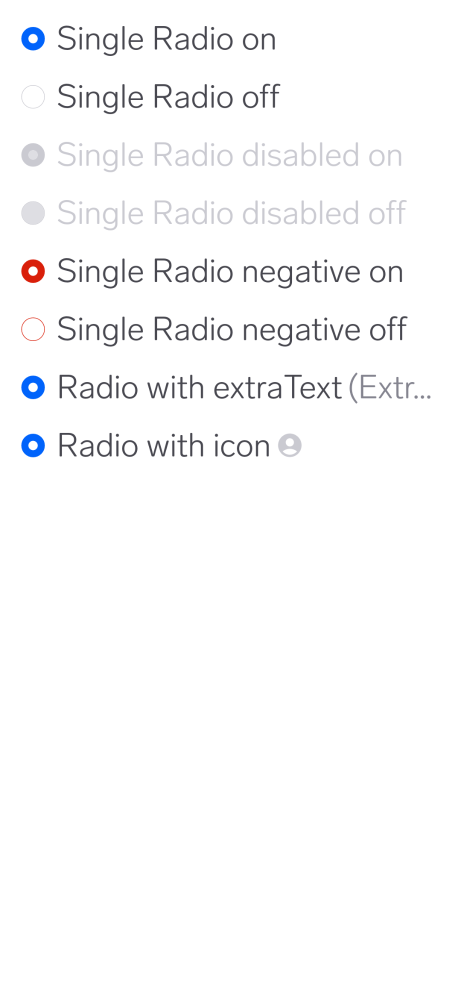 Single Radio on
Single Radio off
Single Radio disabled on
Single Radio disabled off
Single Radio negative on
Single Radio negative off
Radio with extraText (Extr...
Radio with icon